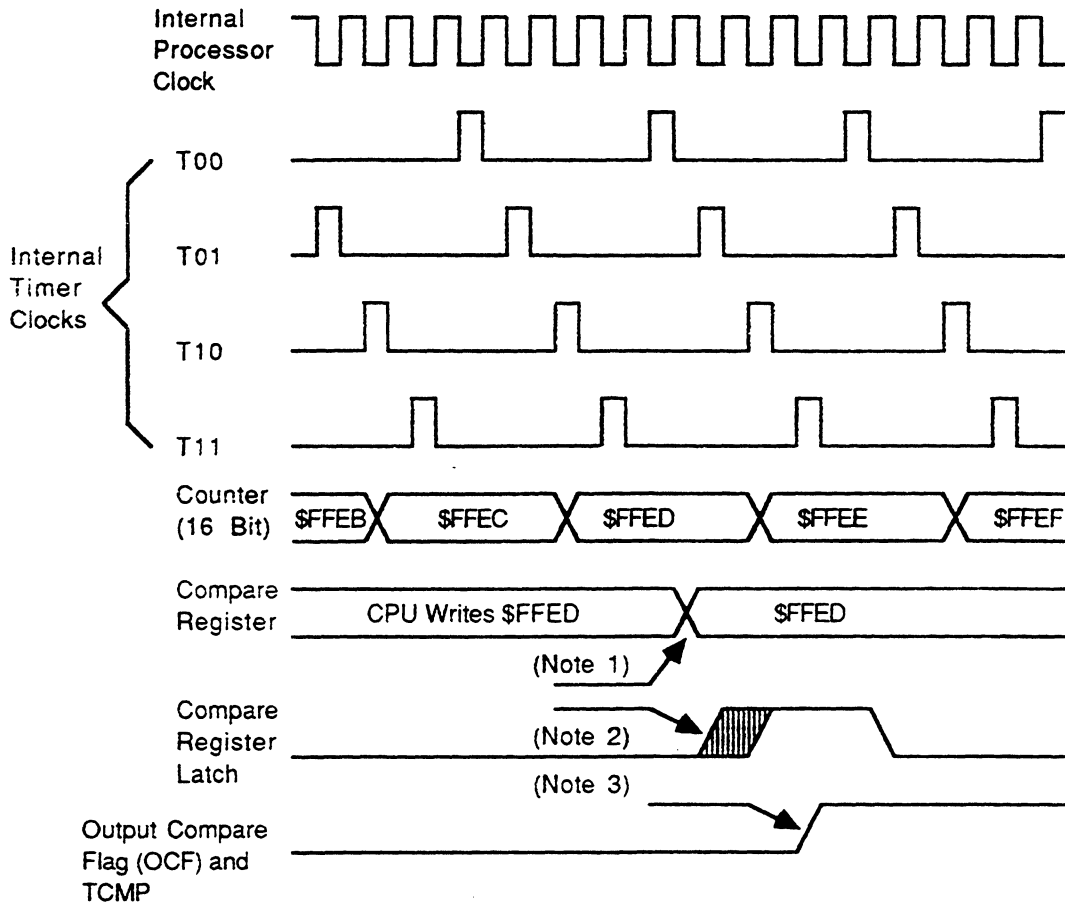 Internal
Processor
Clock
T00
T01
Internal
Timer
Clocks
T10
T11
Counter
(16 Bit)
$FFEB
$FFEC
$FFED
$FFEE
$FFEF
Compare
Register
CPU Writes $FFED
$FFED
(Note 1)
Compare
Register
Latch
(Note 2)
(Note 3)
Output Compare
Flag (OCF) and
TCMP